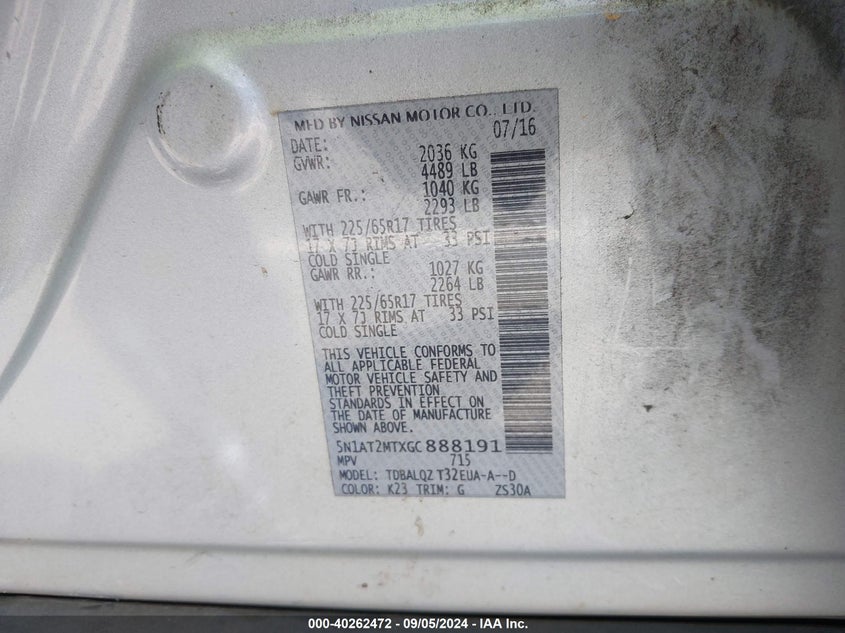 MFD BY NISSAN MOTOR CO., LTD.
DATE: 07/16
GVWR: 2036 KG
4489 LB
GAWR FR.: 1040 KG
2293 LB
WITH 225/65R17 TIRES
17 X 7J RIMS AT 33 PSI
COLD SINGLE
GAWR RR.: 1027 KG
2264 LB
WITH 225/65R17 TIRES
17 X 7J RIMS AT 33 PSI
COLD SINGLE
THIS VEHICLE CONFORMS TO
ALL APPLICABLE FEDERAL
MOTOR VEHICLE SAFETY AND
THEFT PREVENTION
STANDARDS IN EFFECT ON
THE DATE OF MANUFACTURE
SHOWN ABOVE.
5N1AT2MTXGC888191
MPV 715
MODEL: TDBALQZ T32EUA-A--D
COLOR: K23 TRIM: G ZS30A
000-40262472 - 09/05/2024 - IAA Inc.